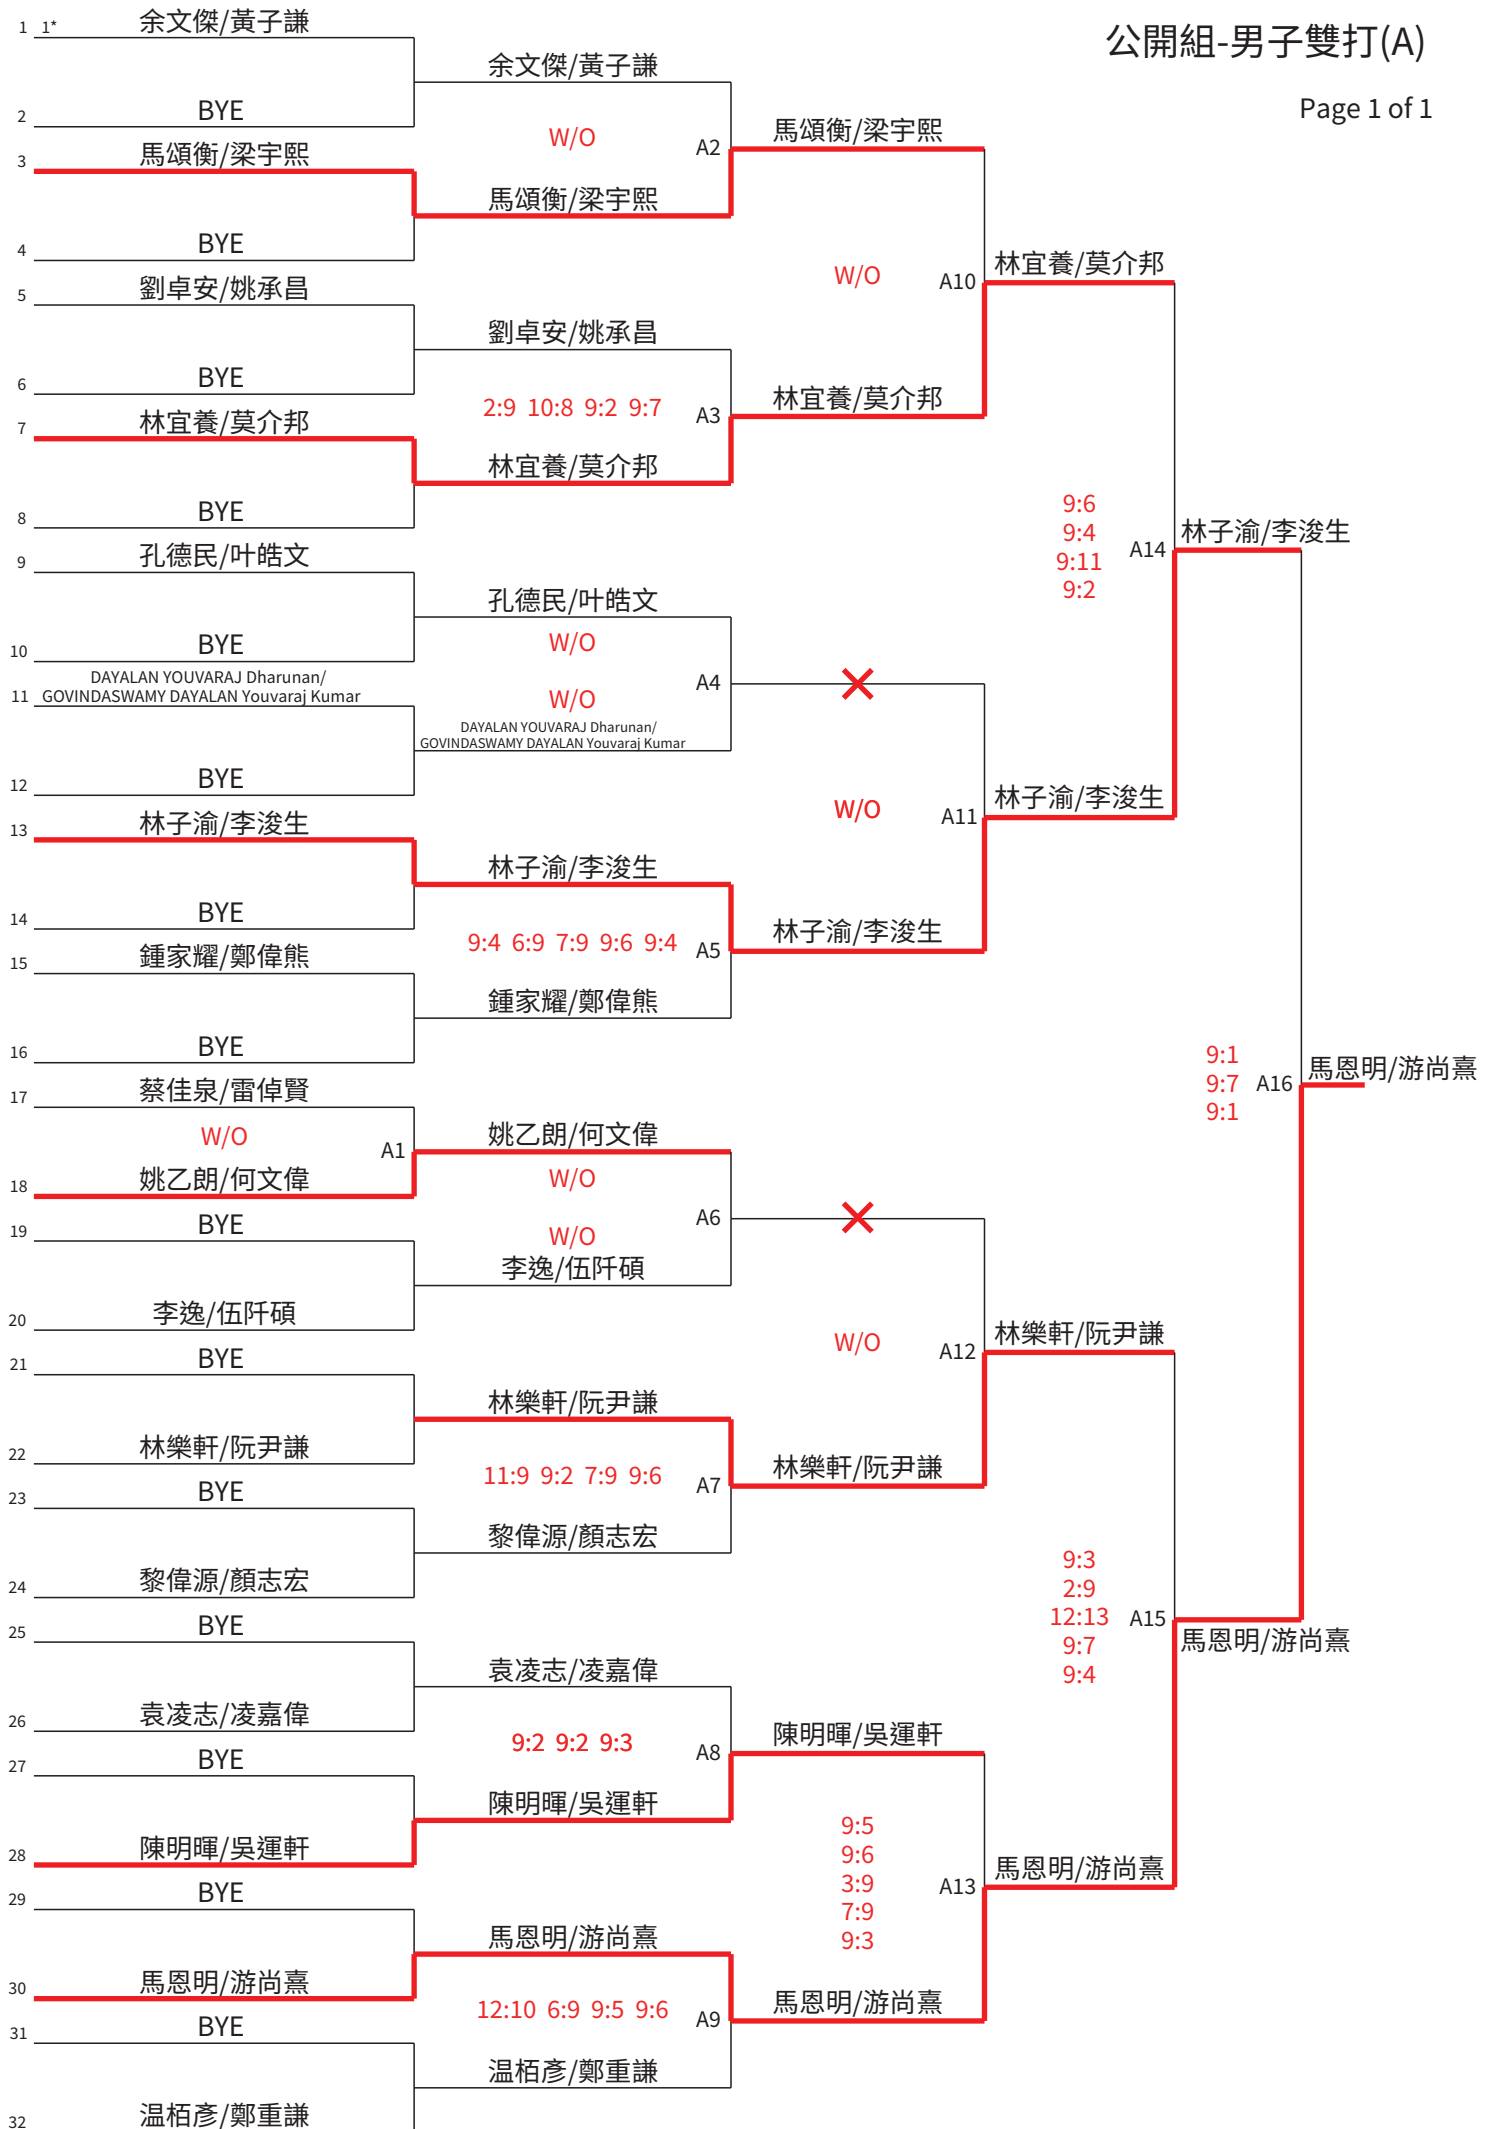 公開組-男子雙打(A)
Page 1 of 1
1 1* 余文傑/黃子謙
2 BYE
3 馬頌衡/梁宇熙
4 BYE
5 劉卓安/姚承昌
6 BYE
7 林宜養/莫介邦
8 BYE
9 孔德民/叶皓文
10 BYE
DAYALAN YOUVARAJ Dharunan/
11 GOVINDASWAMY DAYALAN Youvaraj Kumar
12 BYE
13 林子渝/李浚生
14 BYE
15 鍾家耀/鄭偉熊
16 BYE
17 蔡佳泉/雷倬賢
W/O
A1
18 姚乙朗/何文偉
19 BYE
20 李逸/伍阡碩
21 BYE
22 林樂軒/阮尹謙
23 BYE
24 黎偉源/顏志宏
25 BYE
26 袁凌志/凌嘉偉
27 BYE
28 陳明暉/吳運軒
29 BYE
30 馬恩明/游尚熹
31 BYE
32 温栢彥/鄭重謙
余文傑/黃子謙
W/O
A2
馬頌衡/梁宇熙
劉卓安/姚承昌
2:9 10:8 9:2 9:7
A3
林宜養/莫介邦
孔德民/叶皓文
W/O
A4
W/O
DAYALAN YOUVARAJ Dharunan/
GOVINDASWAMY DAYALAN Youvaraj Kumar
林子渝/李浚生
9:4 6:9 7:9 9:6 9:4
A5
鍾家耀/鄭偉熊
姚乙朗/何文偉
W/O
A6
W/O
李逸/伍阡碩
林樂軒/阮尹謙
11:9 9:2 7:9 9:6
A7
黎偉源/顏志宏
袁凌志/凌嘉偉
9:2 9:2 9:3
A8
陳明暉/吳運軒
馬恩明/游尚熹
12:10 6:9 9:5 9:6
A9
温栢彥/鄭重謙
馬頌衡/梁宇熙
W/O
A10
林宜養/莫介邦
W/O
A11
林子渝/李浚生
W/O
A12
林樂軒/阮尹謙
陳明暉/吳運軒
9:5
9:6
3:9
A13
7:9
9:3
馬恩明/游尚熹
林宜養/莫介邦
9:6
9:4
A14
9:11
9:2
林子渝/李浚生
林樂軒/阮尹謙
9:3
2:9
12:13
A15
9:7
9:4
馬恩明/游尚熹
林子渝/李浚生
9:1
9:7
A16
9:1
馬恩明/游尚熹
馬恩明/游尚熹